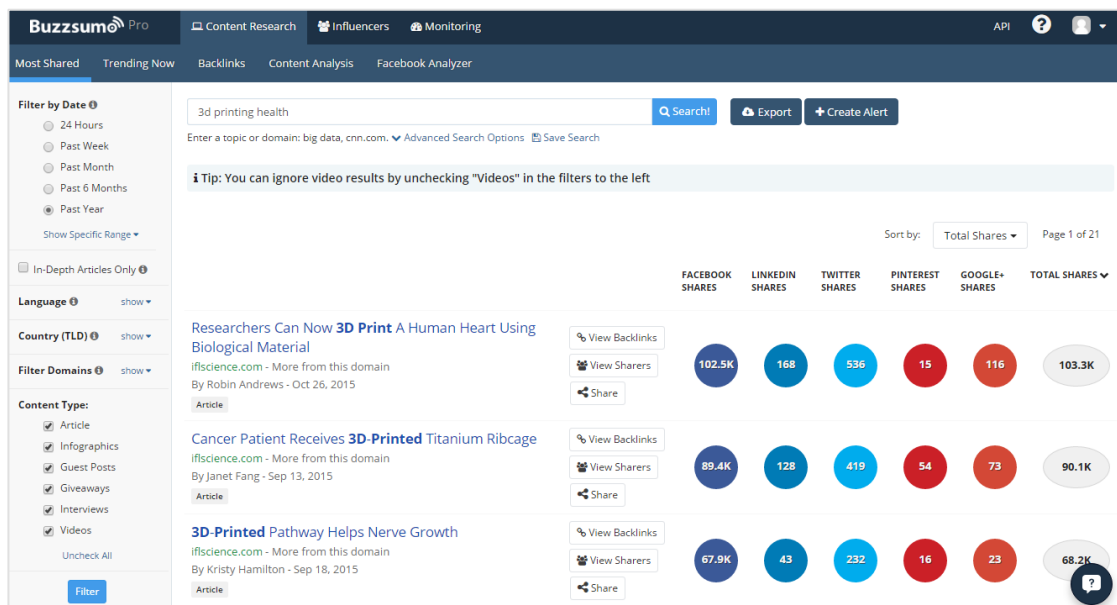 Buzzsumo Pro
Content Research
Influencers
Monitoring
API
?
Most Shared
Trending Now
Backlinks
Content Analysis
Facebook Analyzer
Filter by Date
24 Hours
Past Week
Past Month
Past 6 Months
Past Year
Show Specific Range
In-Depth Articles Only
Language
show
Country (TLD)
show
Filter Domains
show
Content Type:
Article
Infographics
Guest Posts
Giveaways
Interviews
Videos
Uncheck All
Filter
3d printing health
Search!
Export
+ Create Alert
Enter a topic or domain: big data, cnn.com. Advanced Search Options Save Search
i Tip: You can ignore video results by unchecking "Videos" in the filters to the left
Sort by:
Total Shares
Page 1 of 21
FACEBOOK SHARES
LINKEDIN SHARES
TWITTER SHARES
PINTEREST SHARES
GOOGLE+ SHARES
TOTAL SHARES
Researchers Can Now 3D Print A Human Heart Using
Biological Material
iflscience.com - More from this domain
By Robin Andrews - Oct 26, 2015
Article
View Backlinks
View Sharers
Share
102.5K
168
536
15
116
103.3K
Cancer Patient Receives 3D-Printed Titanium Ribcage
iflscience.com - More from this domain
By Janet Fang - Sep 13, 2015
Article
View Backlinks
View Sharers
Share
89.4K
128
419
54
73
90.1K
3D-Printed Pathway Helps Nerve Growth
iflscience.com - More from this domain
By Kristy Hamilton - Sep 18, 2015
Article
View Backlinks
View Sharers
Share
67.9K
43
232
16
23
68.2K
?